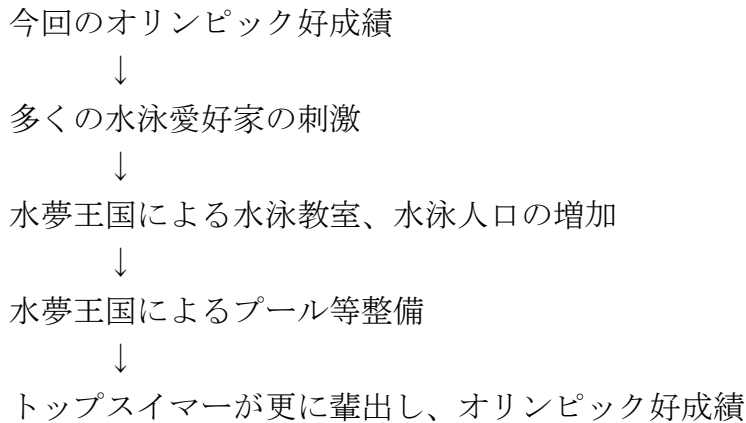 今回のオリンピック好成績
↓
多くの水泳愛好家の刺激
↓
水夢王国による水泳教室、水泳人口の増加
↓
水夢王国によるプール等整備
↓
トップスイマーが更に輩出し、オリンピック好成績